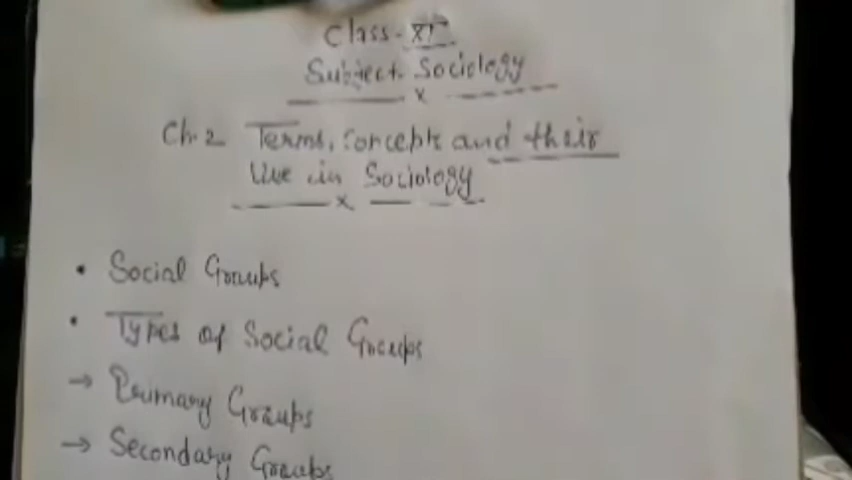 Class - XIth
Subject - Sociology
x
Ch. 2 Terms, Concepts and their
Use in Sociology
x
• Social Groups
• Types of Social Groups
→ Primary Groups
→ Secondary Groups